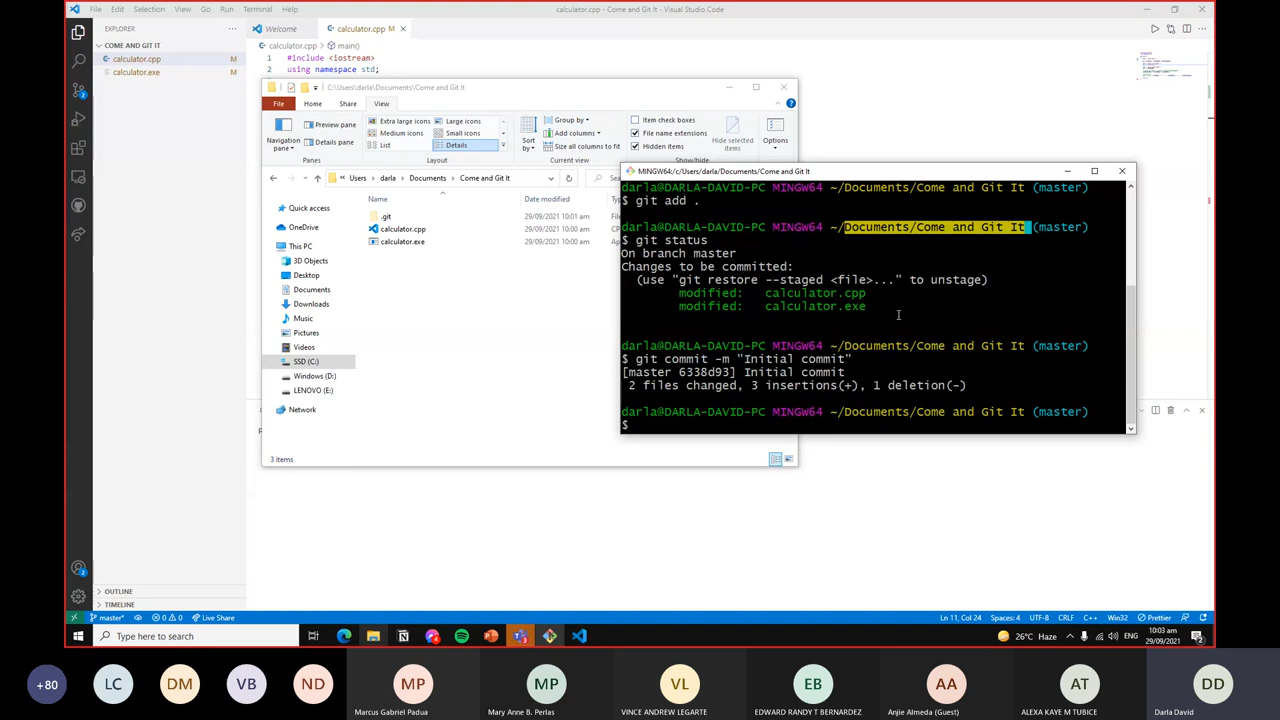 File Edit Selection View Go Run Terminal Help
calculator.cpp - Come and Git It - Visual Studio Code
EXPLORER
COME AND GIT IT
calculator.cpp M
calculator.exe M
OUTLINE
TIMELINE
Welcome
calculator.cpp M
calculator.cpp > main()
1 #include <iostream>
2 using namespace std;
C:\Users\darla\Documents\Come and Git It
File Home Share View
Navigation pane
Preview pane
Details pane
Panes
Extra large icons
Large icons
Medium icons
Small icons
List
Details
Layout
Sort by
Group by
Add columns
Size all columns to fit
Current view
Item check boxes
File name extensions
Hidden items
Hide selected items
Show/hide
Options
Users > darla > Documents > Come and Git It
Name
Date modified
.git 29/09/2021 10:01 am
calculator.cpp 29/09/2021 10:03 am
calculator.exe 29/09/2021 10:03 am
Quick access
OneDrive
This PC
3D Objects
Desktop
Documents
Downloads
Music
Pictures
Videos
SSD (C:)
Windows (D:)
LENOVO (E:)
Network
3 items
MINGW64:/c/Users/darla/Documents/Come and Git It
darla@DARLA-DAVID-PC MINGW64 ~/Documents/Come and Git It (master)
$ git add .
darla@DARLA-DAVID-PC MINGW64 ~/Documents/Come and Git It (master)
$ git status
On branch master
Changes to be committed:
(use "git restore --staged <file>..." to unstage)
modified: calculator.cpp
modified: calculator.exe
darla@DARLA-DAVID-PC MINGW64 ~/Documents/Come and Git It (master)
$ git commit -m "Initial commit"
[master 6338d93] Initial commit
2 files changed, 3 insertions(+), 1 deletion(-)
darla@DARLA-DAVID-PC MINGW64 ~/Documents/Come and Git It (master)
$
master* 0 0 Live Share
Ln 11, Col 24 Spaces: 4 UTF-8 CRLF C++ Win32 Prettier
Type here to search
26°C Haze
ENG
10:03 am
29/09/2021
+80
LC
DM
VB
ND
MP
Marcus Gabriel Padua
MP
Mary Anne B. Perlas
VL
VINCE ANDREW LEGARTE
EB
EDWARD RANDY T BERNARDEZ
AA
Anjie Almeda (Guest)
AT
ALEXA KAYE M TUBICE
DD
Darla David